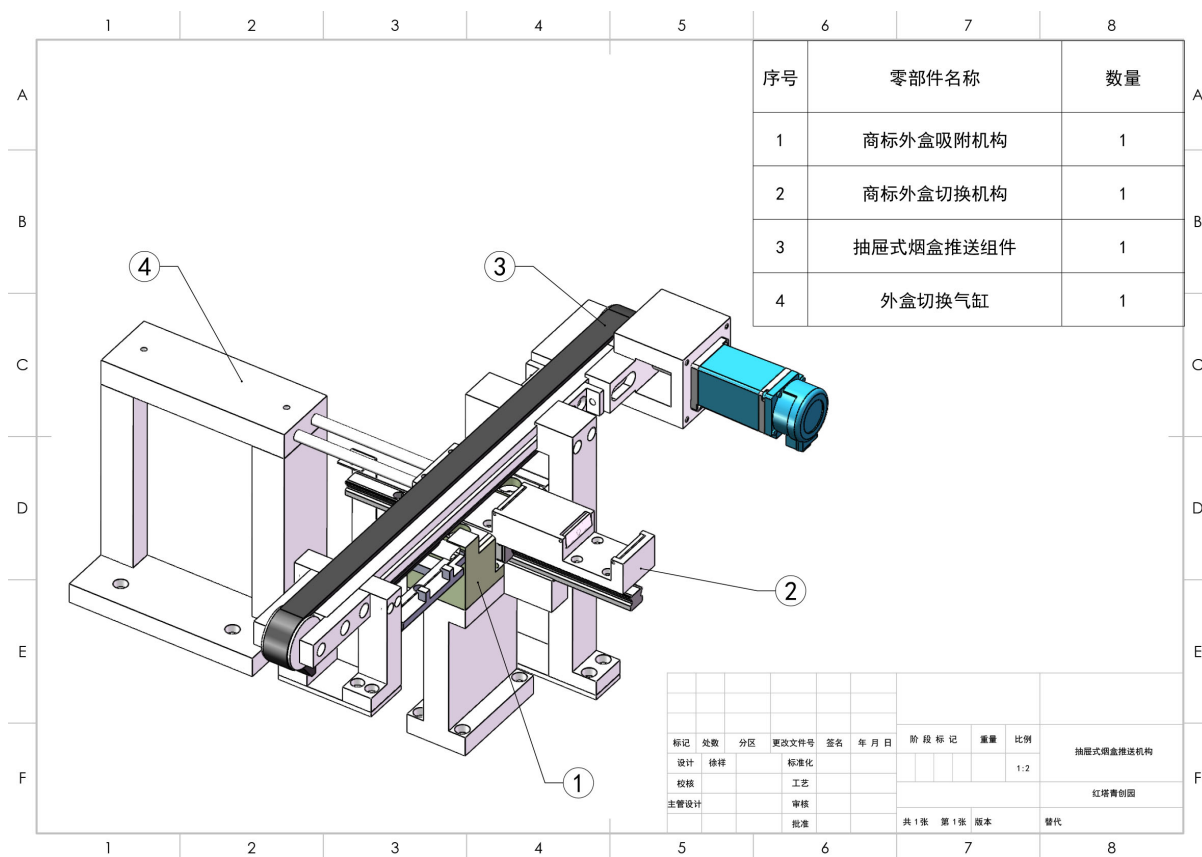 1 2 3 4 5 6 7 8
A A
B B
C C
D D
E E
F F
序号 零部件名称 数量
1 商标外盒吸附机构 1
2 商标外盒切换机构 1
3 抽屉式烟盒推送组件 1
4 外盒切换气缸 1
4
3
2
1
标记 处数 分区 更改文件号 签名 年 月 日 阶 段 标 记 重量 比例
抽屉式烟盒推送机构
设计 徐祥 标准化
1:2
校核 工艺
红塔青创园
主管设计 审核
批准 共 1 张 第 1 张 版本 替代
1 2 3 4 5 6 7 8